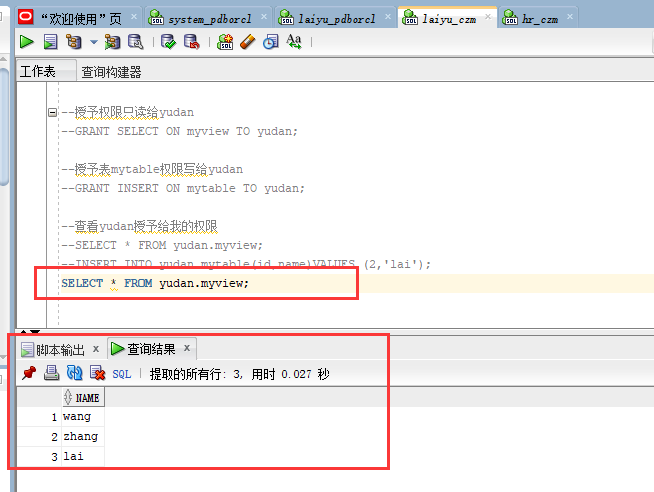 “欢迎使用”页
system_pdborcl
laiyu_pdborcl
laiyu_czm
hr_czm
工作表 查询构建器
--授予权限只读给yudan
--GRANT SELECT ON myview TO yudan;
--授予表mytable权限写给yudan
--GRANT INSERT ON mytable TO yudan;
--查看yudan授予给我的权限
--SELECT * FROM yudan.myview;
--INSERT INTO yudan.mytable(id,name)VALUES (2,'lai');
SELECT * FROM yudan.myview;
脚本输出 x 查询结果 x
SQL | 提取的所有行: 3, 用时 0.027 秒
NAME
1 wang
2 zhang
3 lai